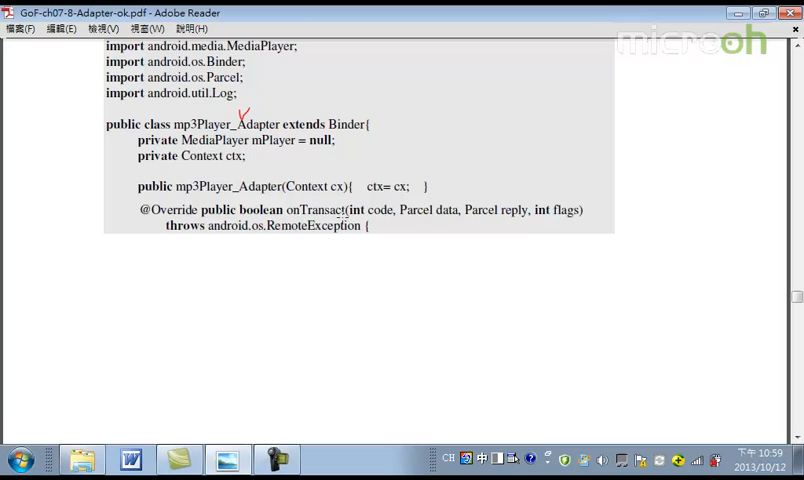 GoF-ch07-8-Adapter-ok.pdf - Adobe Reader
檔案(F) 編輯(E) 檢視(V) 視窗(W) 說明(H)
microoh
import android.media.MediaPlayer;
import android.os.Binder;
import android.os.Parcel;
import android.util.Log;
public class mp3Player_Adapter extends Binder{
private MediaPlayer mPlayer = null;
private Context ctx;
public mp3Player_Adapter(Context cx){ ctx= cx; }
@Override public boolean onTransact(int code, Parcel data, Parcel reply, int flags)
throws android.os.RemoteException {
CH 中
下午 10:59
2013/10/12